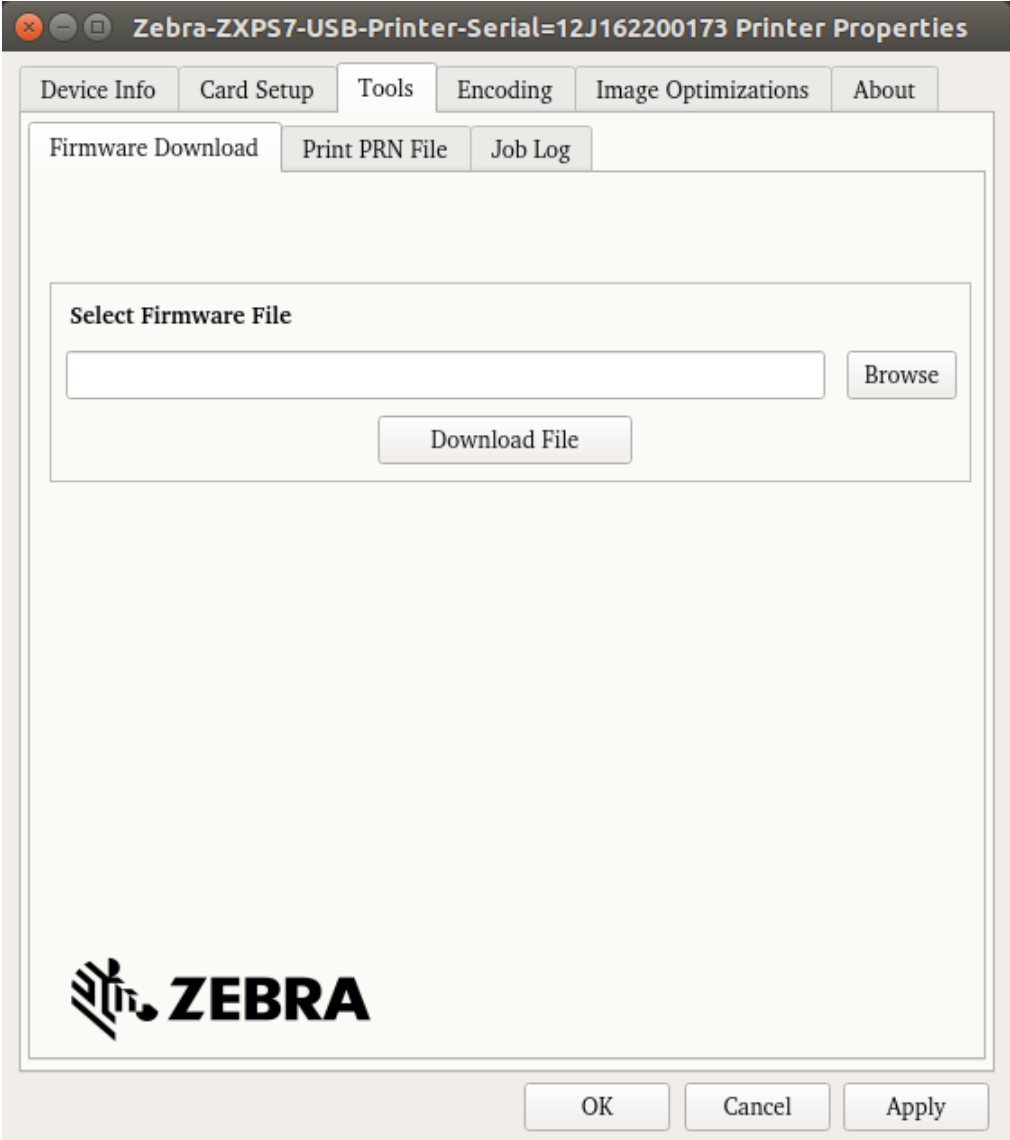 Zebra-ZXPS7-USB-Printer-Serial=12J162200173 Printer Properties
Device Info Card Setup Tools Encoding Image Optimizations About
Firmware Download Print PRN File Job Log
Select Firmware File
Browse
Download File
ZEBRA
OK Cancel Apply